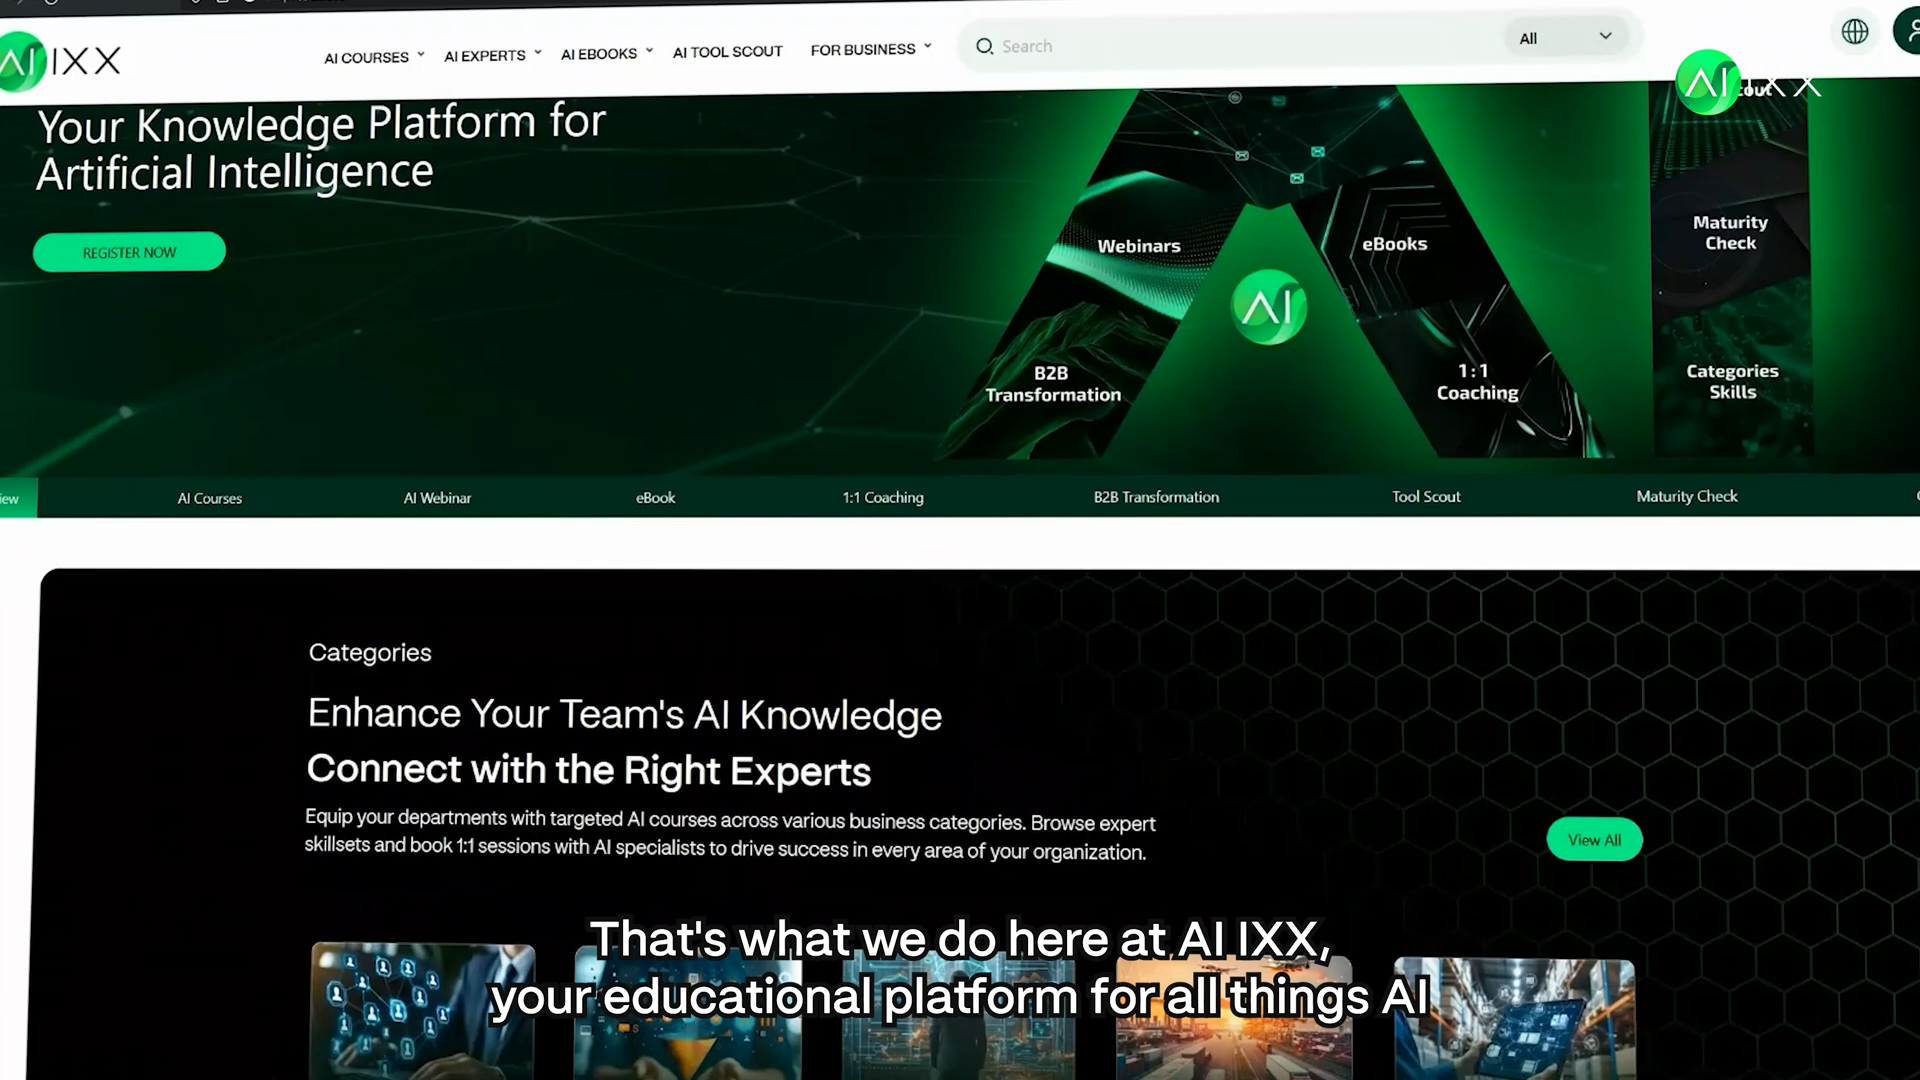 AI IXX
AI COURSES
AI EXPERTS
AI EBOOKS
AI TOOL SCOUT
FOR BUSINESS
Search
All
AI IXX
Your Knowledge Platform for
Artificial Intelligence
REGISTER NOW
Webinars
eBooks
AI
B2B
Transformation
1:1
Coaching
Maturity
Check
Categories
Skills
AI Courses
AI Webinar
eBook
1:1 Coaching
B2B Transformation
Tool Scout
Maturity Check
Categories
Enhance Your Team's AI Knowledge
Connect with the Right Experts
Equip your departments with targeted AI courses across various business categories. Browse expert
skillsets and book 1:1 sessions with AI specialists to drive success in every area of your organization.
View All
That's what we do here at AI IXX,
your educational platform for all things AI